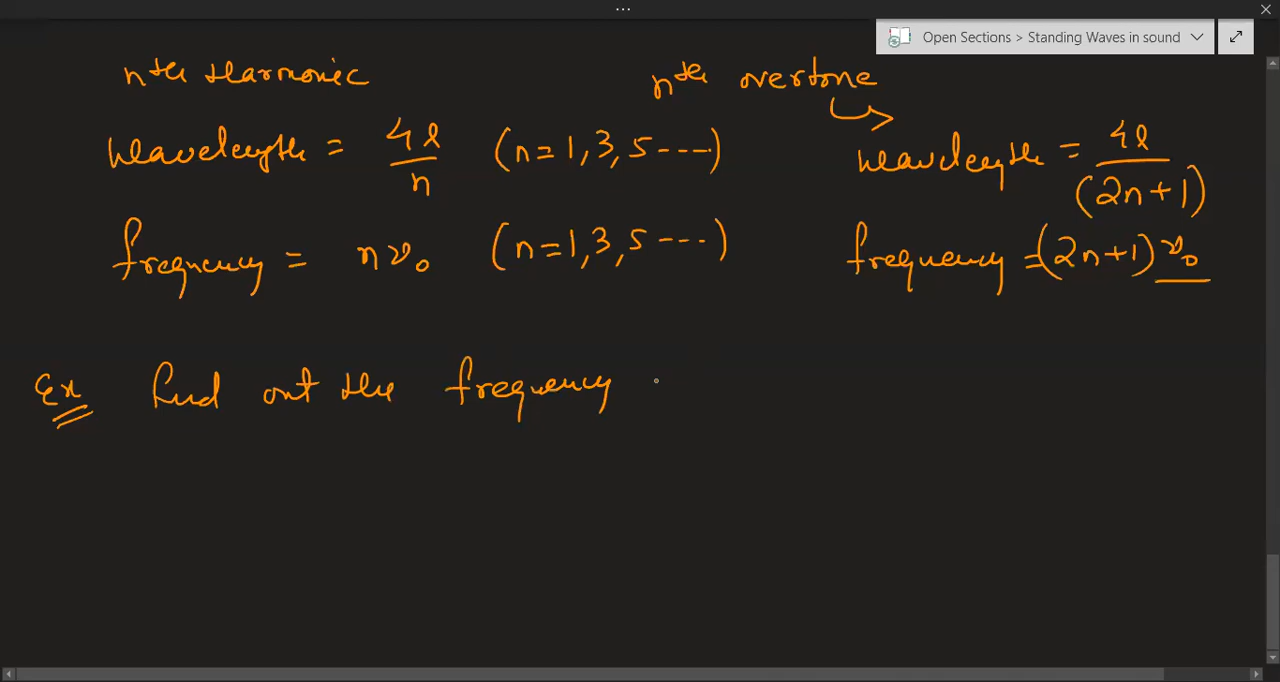 ...
Open Sections > Standing Waves in sound
nth Harmonic
nth overtone
Wavelength = 4l/n (n = 1, 3, 5 ----)
Wavelength = 4l/(2n+1)
frequency = nν₀ (n = 1, 3, 5 ---)
frequency = (2n+1)ν₀
Ex find out the frequency